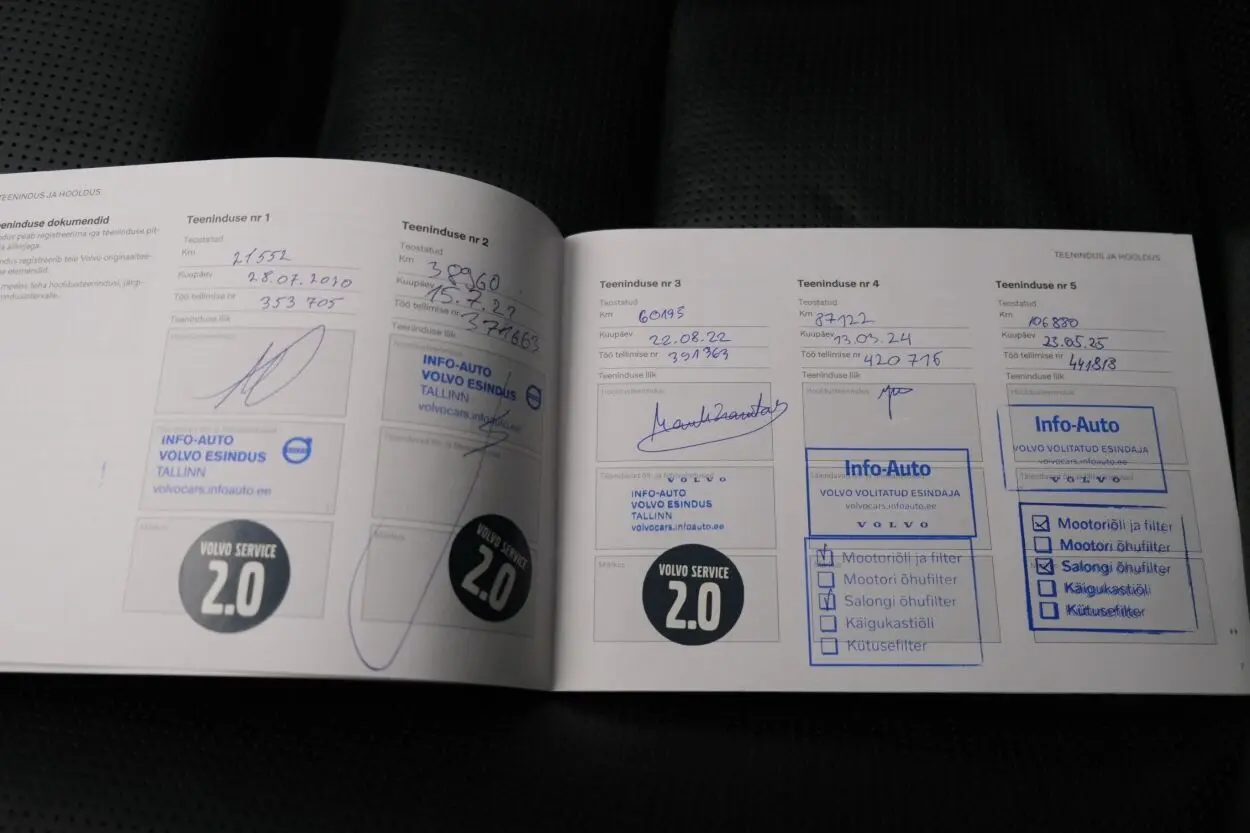 TEENINDUS JA HOOLDUS
Teeninduse nr 1
Teostatud
Km 21552
Kuupäev 28.07.2020
Töö tellimise nr 353 705
Teeninduse liik
INFO-AUTO
VOLVO ESINDUS
TALLINN
volvocars.infoauto.ee
VOLVO SERVICE
2.0
Teeninduse nr 2
Teostatud
Km 38960
Kuupäev
Töö tellimise nr 371663
Teeninduse liik
INFO-AUTO
VOLVO ESINDUS
TALLINN
volvocars.infoauto.ee
Märkus
VOLVO SERVICE
2.0
Teeninduse nr 3
Teostatud
Km 60195
Kuupäev 22.08.22
Töö tellimise nr 391363
Teeninduse liik
VOLVO
INFO-AUTO
VOLVO ESINDUS
TALLINN
volvocars.infoauto.ee
Märkus
VOLVO SERVICE
2.0
TEENINDUS JA HOOLDUS
Teeninduse nr 4
Teostatud
Km 87122
Kuupäev 13.03.24
Töö tellimise nr 420 716
Teeninduse liik
Info-Auto
VOLVO VOLITATUD ESINDAJA
volvocars.infoauto.ee
VOLVO
Mootoriõli ja filter
Mootori õhufilter
Salongi õhufilter
Käigukastiõli
Kütusefilter
Teeninduse nr 5
Teostatud
Km 106880
Kuupäev 23.05.25
Töö tellimise nr 441813
Teeninduse liik
Info-Auto
VOLVO VOLITATUD ESINDAJA
volvocars.infoauto.ee
VOLVO
Mootoriõli ja filter
Mootori õhufilter
Salongi õhufilter
Käigukastiõli
Kütusefilter